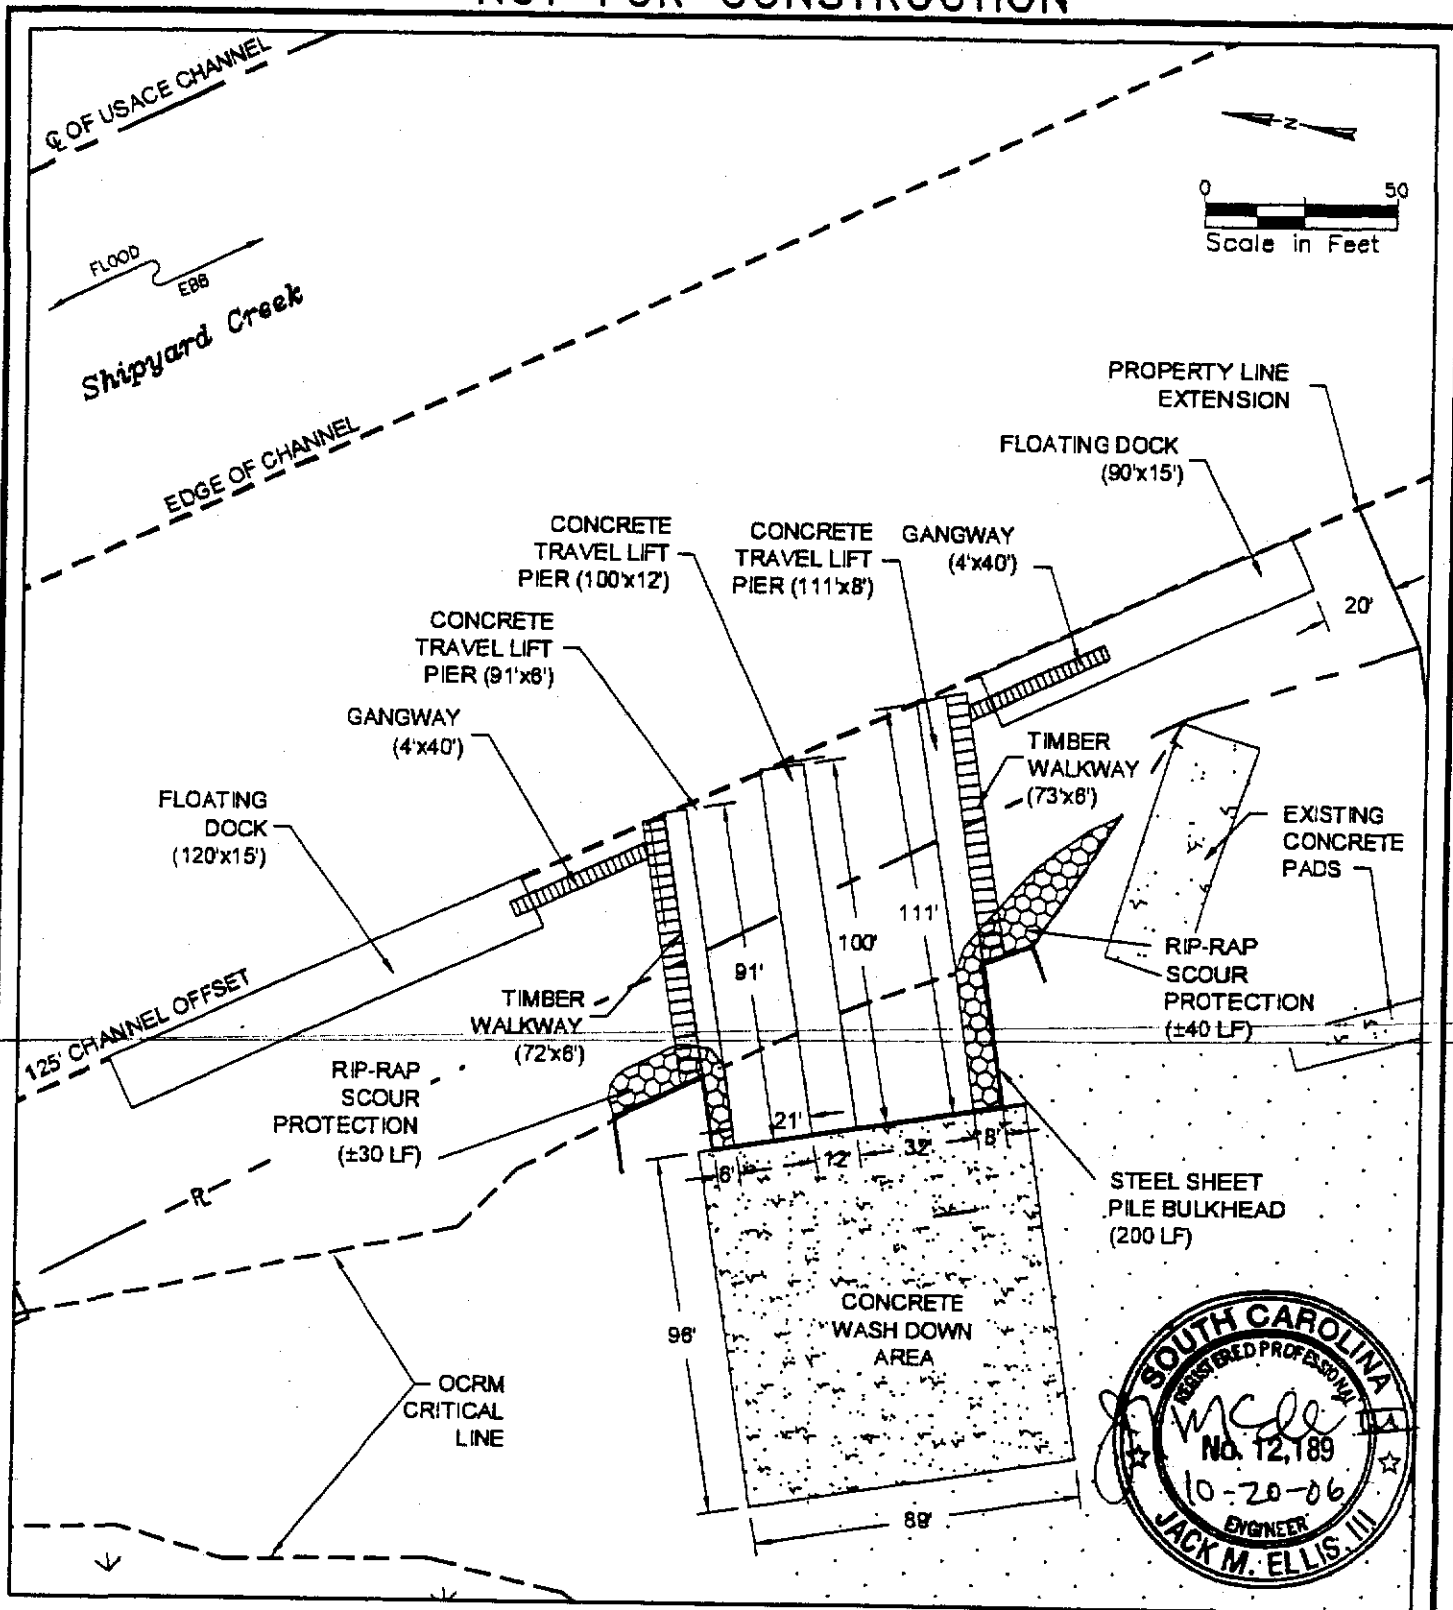 NOT FOR CONSTRUCTION
℄ OF USACE CHANNEL
N
0 50
Scale in Feet
FLOOD
EBB
Shipyard Creek
EDGE OF CHANNEL
PROPERTY LINE
EXTENSION
FLOATING DOCK
(90'x15')
20'
CONCRETE
TRAVEL LIFT
PIER (100'x12')
CONCRETE
TRAVEL LIFT
PIER (111'x8')
GANGWAY
(4'x40')
CONCRETE
TRAVEL LIFT
PIER (91'x6')
GANGWAY
(4'x40')
FLOATING
DOCK
(120'x15')
TIMBER
WALKWAY
(73'x6')
EXISTING
CONCRETE
PADS
91'
100'
111'
125' CHANNEL OFFSET
TIMBER
WALKWAY
(72'x6')
RIP-RAP
SCOUR
PROTECTION
(±40 LF)
RIP-RAP
SCOUR
PROTECTION
(±30 LF)
21'
6'
12'
32'
8'
STEEL SHEET
PILE BULKHEAD
(200 LF)
96'
CONCRETE
WASH DOWN
AREA
89'
OCRM
CRITICAL
LINE
SOUTH CAROLINA
REGISTERED PROFESSIONAL
No. 12,189
10-20-06
ENGINEER
JACK M. ELLIS, III